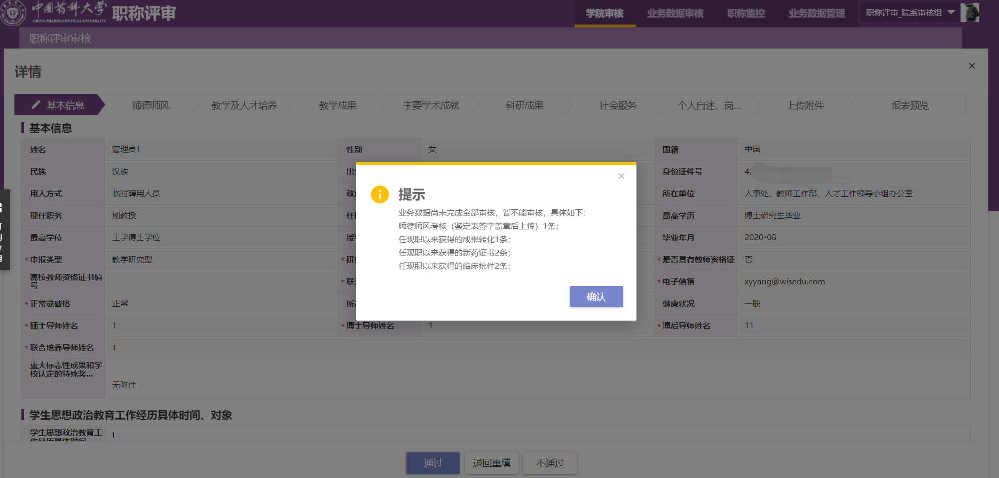 中国药科大学 职称评审
CHINA PHARMACEUTICAL UNIVERSITY
学院审核 业务数据审核 职称监控 业务数据管理 职称评审_院系审核组
职称评审审核
详情
基本信息 师德师风 教学及人才培养 教学成果 主要学术成就 科研成果 社会服务 个人自述、岗... 上传附件 报表预览
基本信息
姓名 管理员1 性别 女 国籍 中国
民族 汉族 身份证件号 42
用人方式 临时聘用人员 所在单位 人事处、教师工作部、人才工作领导小组办公室
现任职务 副教授 最高学历 博士研究生毕业
最高学位 工学博士学位 毕业年月 2020-08
*申报类型 教学研究型 *研 *是否具有教师资格证 否
高校教师资格证书编
号
*联 *电子信箱 xyyang@wisedu.com
*正常或破格 正常 所 健康状况 一般
*硕士导师姓名 1 *博士导师姓名 1 *博后导师姓名 11
*联合培养导师姓名 1
重大标志性成果和学
校认定的特殊奖...
无附件
提示
业务数据尚未完成全部审核，暂不能审核，具体如下：
师德师风考核（鉴定表签字盖章后上传）1条；
任现职以来获得的成果转化1条；
任现职以来获得的新药证书2条；
任现职以来获得的临床批件2条；
确认
学生思想政治教育工作经历具体时间、对象
学生思想政治教育工 1
作经历具体时间
通过 退回重填 不通过